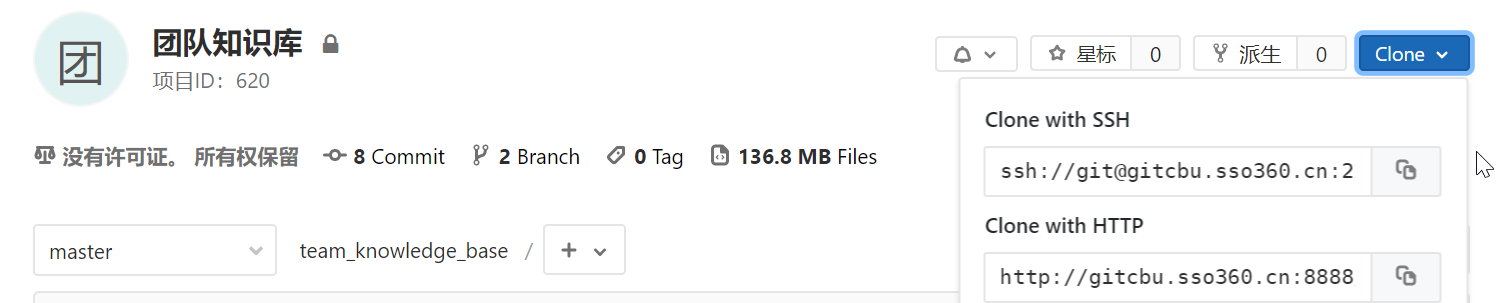 团
团队知识库
项目ID：620
星标 0
派生 0
Clone
没有许可证。 所有权保留
8 Commit
2 Branch
0 Tag
136.8 MB Files
Clone with SSH
ssh://git@gitcbu.sso360.cn:2
Clone with HTTP
http://gitcbu.sso360.cn:8888
master
team_knowledge_base / +